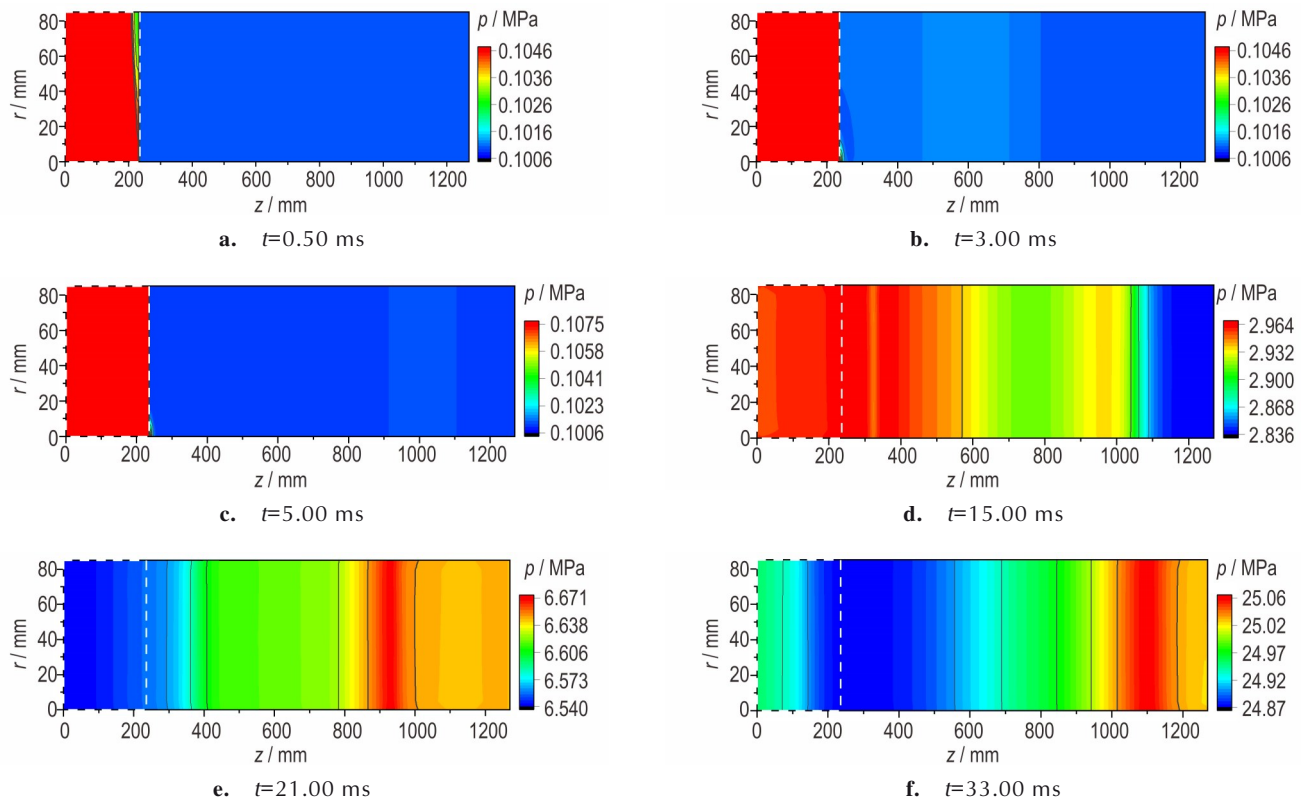 p / MPa
80
60
40
20
0
r / mm
0.1046
0.1036
0.1026
0.1016
0.1006
0 200 400 600 800 1000 1200
z / mm
a. t=0.50 ms
p / MPa
80
60
40
20
0
r / mm
0.1046
0.1036
0.1026
0.1016
0.1006
0 200 400 600 800 1000 1200
z / mm
b. t=3.00 ms
p / MPa
80
60
40
20
0
r / mm
0.1075
0.1058
0.1041
0.1023
0.1006
0 200 400 600 800 1000 1200
z / mm
c. t=5.00 ms
p / MPa
80
60
40
20
0
r / mm
2.964
2.932
2.900
2.868
2.836
0 200 400 600 800 1000 1200
z / mm
d. t=15.00 ms
p / MPa
80
60
40
20
0
r / mm
6.671
6.638
6.606
6.573
6.540
0 200 400 600 800 1000 1200
z / mm
e. t=21.00 ms
p / MPa
80
60
40
20
0
r / mm
25.06
25.02
24.97
24.92
24.87
0 200 400 600 800 1000 1200
z / mm
f. t=33.00 ms